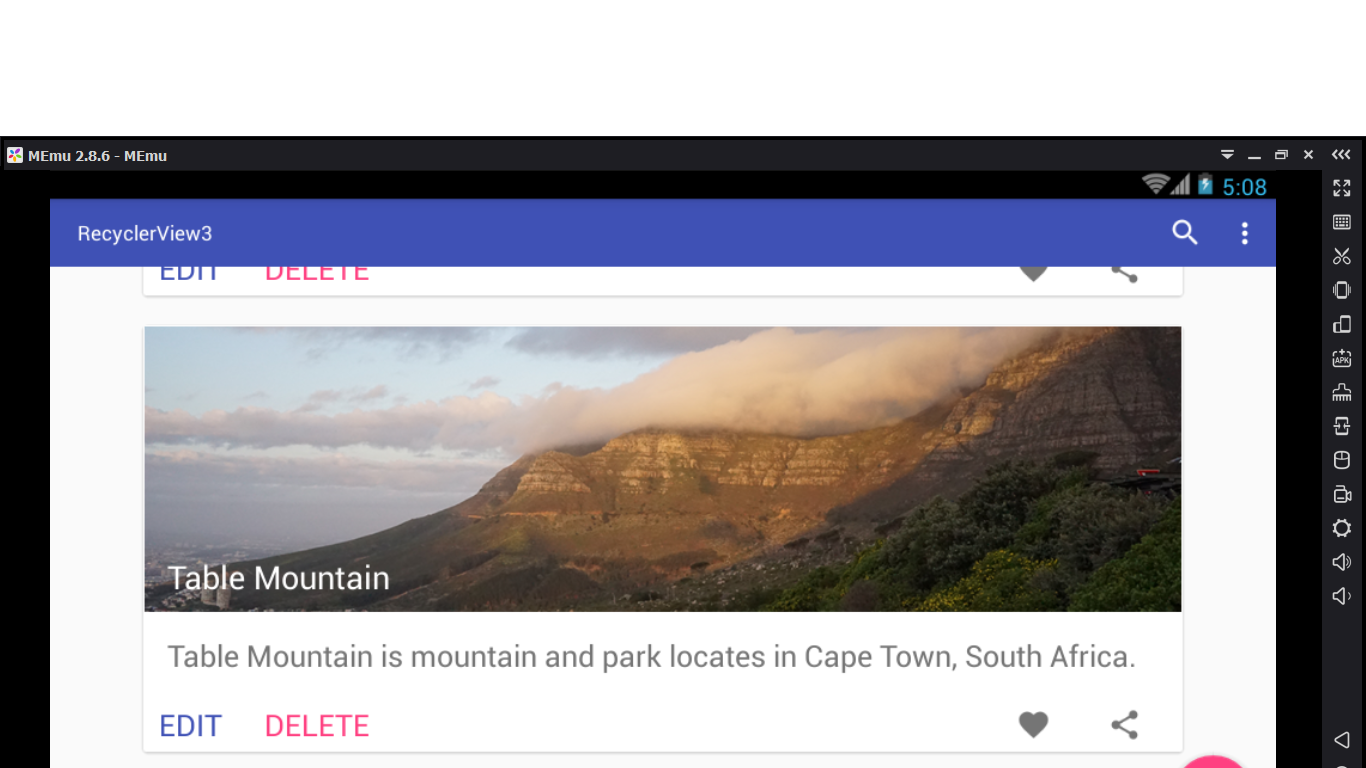 MEmu 2.8.6 - MEmu
5:08
RecyclerView3
EDIT DELETE
Table Mountain
Table Mountain is mountain and park locates in Cape Town, South Africa.
EDIT DELETE
APK